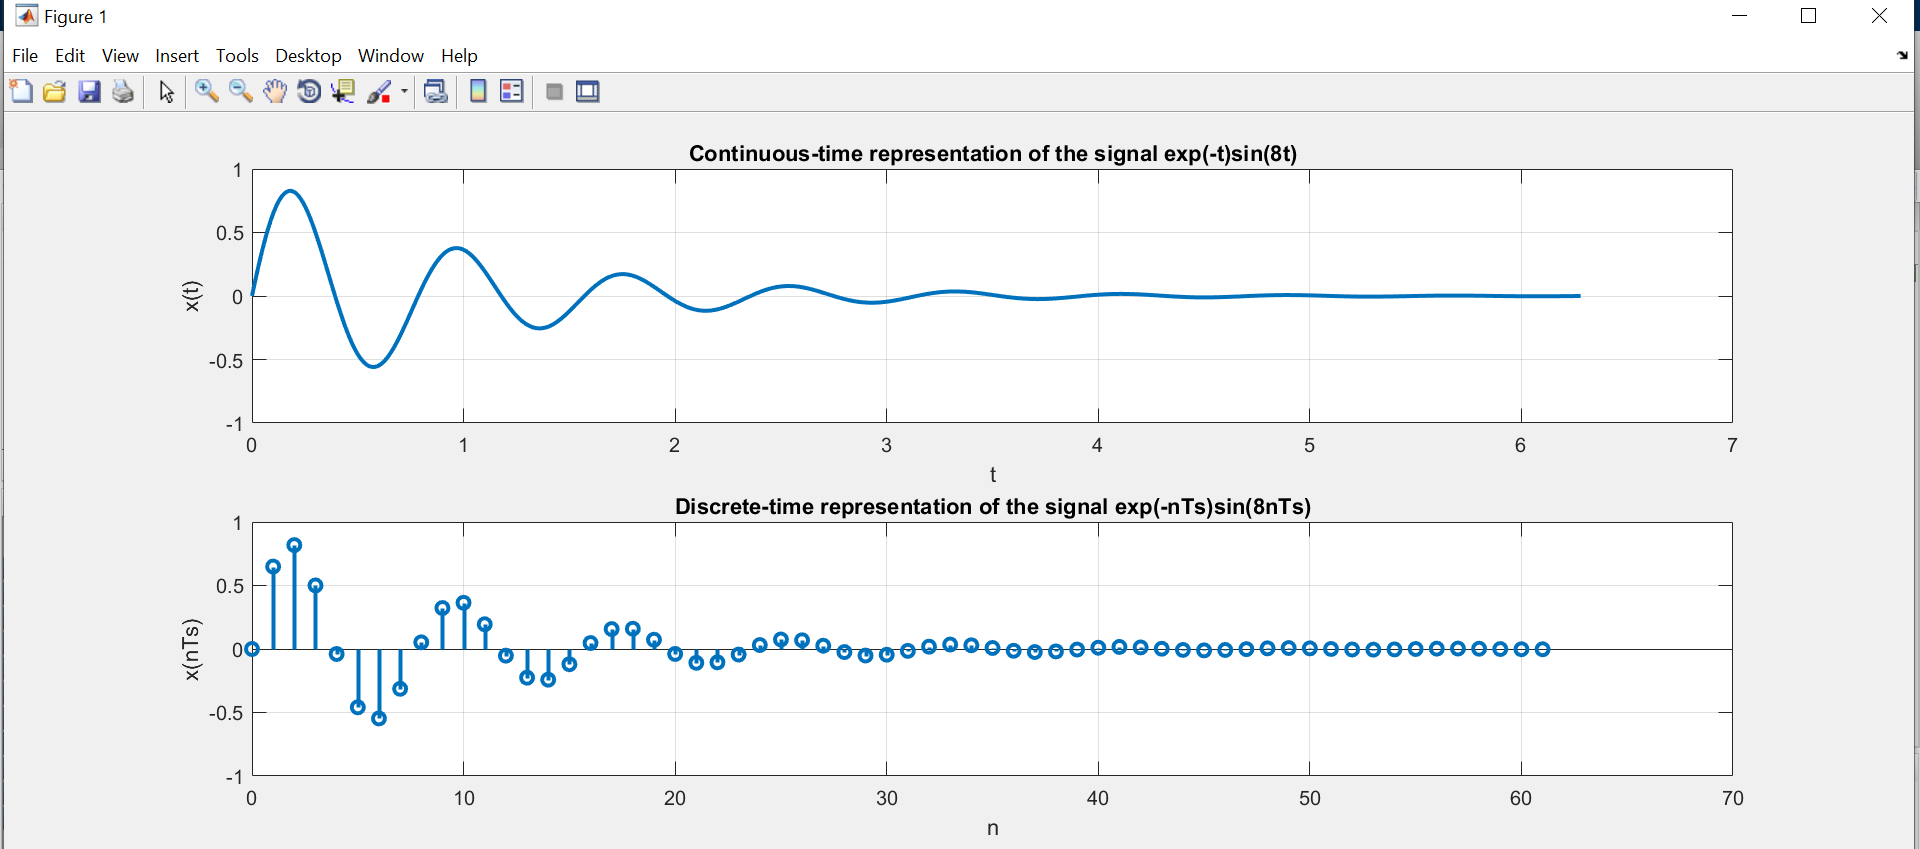 Figure 1
File Edit View Insert Tools Desktop Window Help
Continuous-time representation of the signal exp(-t)sin(8t)
1
0.5
0
-0.5
-1
x(t)
0 1 2 3 4 5 6 7
t
Discrete-time representation of the signal exp(-nTs)sin(8nTs)
1
0.5
0
-0.5
-1
x(nTs)
0 10 20 30 40 50 60 70
n